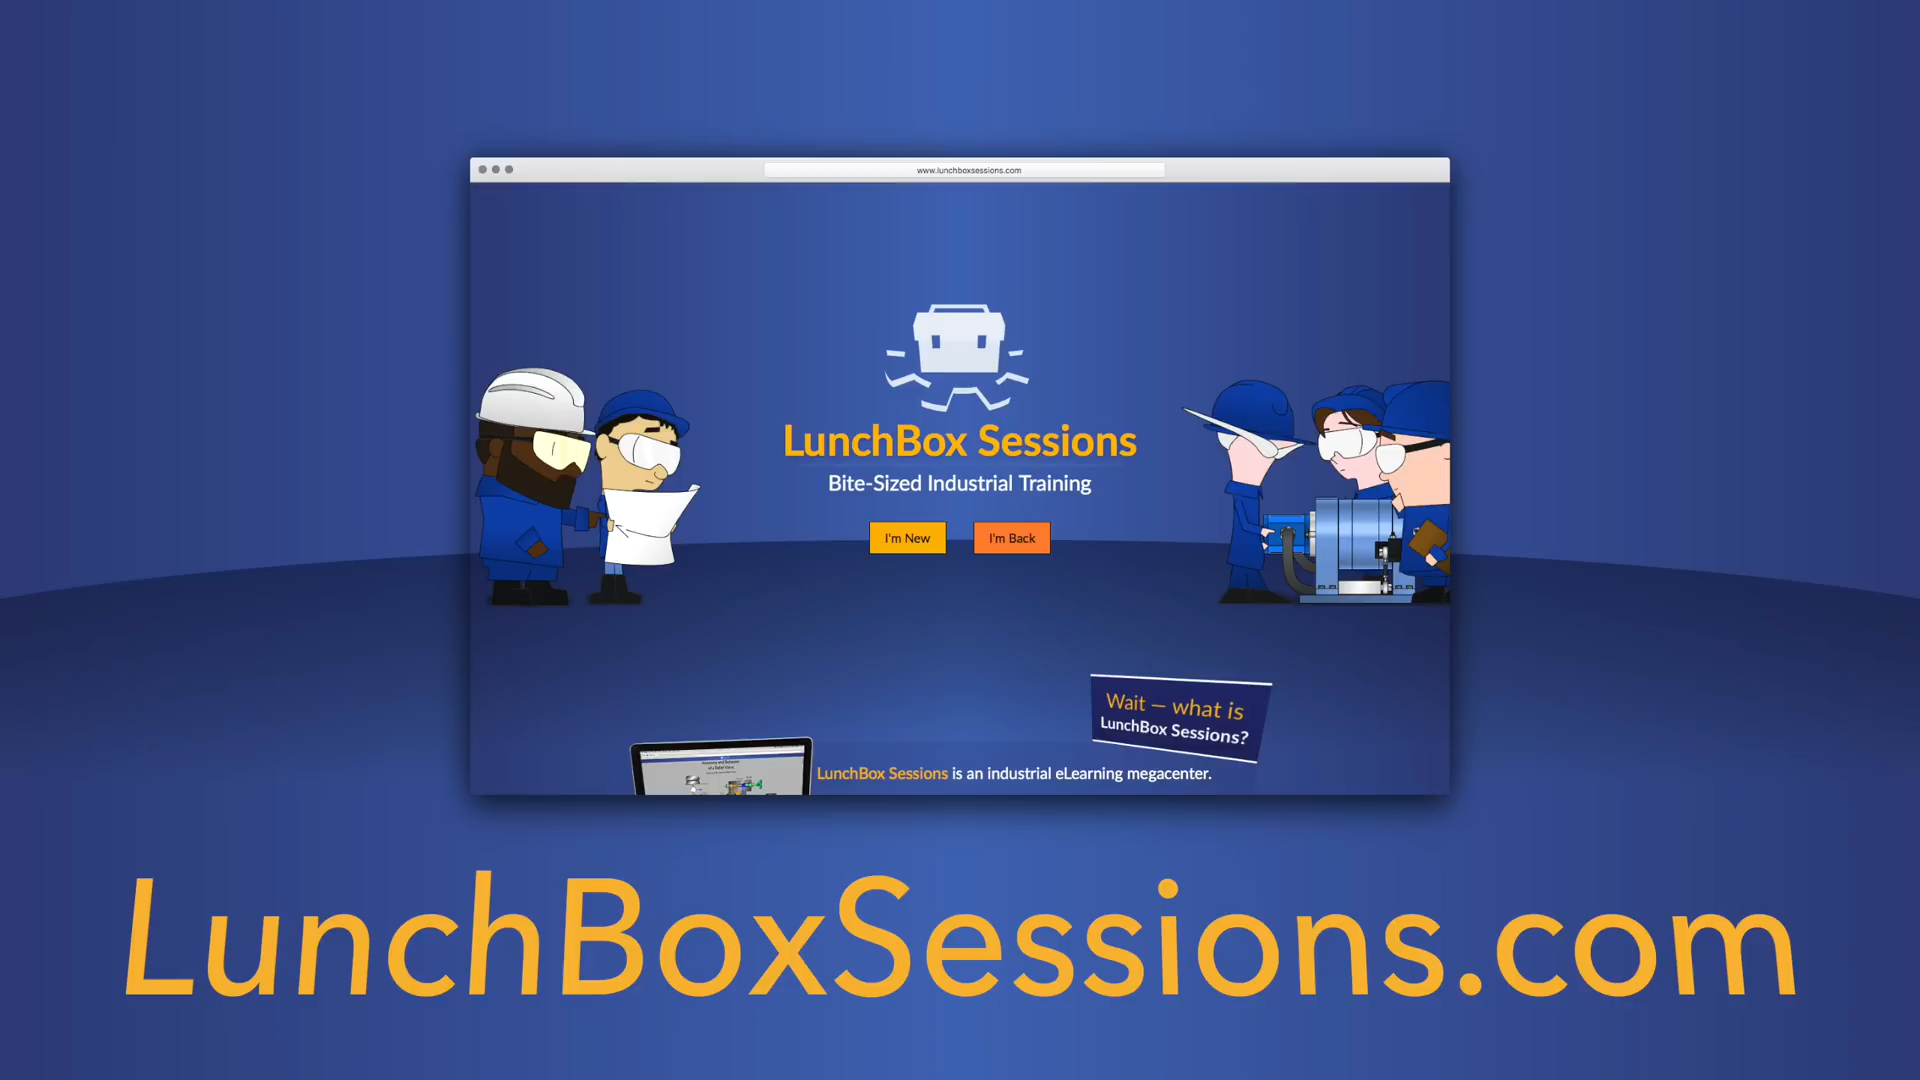 www.lunchboxsessions.com
LunchBox Sessions
Bite-Sized Industrial Training
I'm New
I'm Back
Wait – what is
LunchBox Sessions?
LunchBox Sessions is an industrial eLearning megacenter.
LunchBoxSessions.com